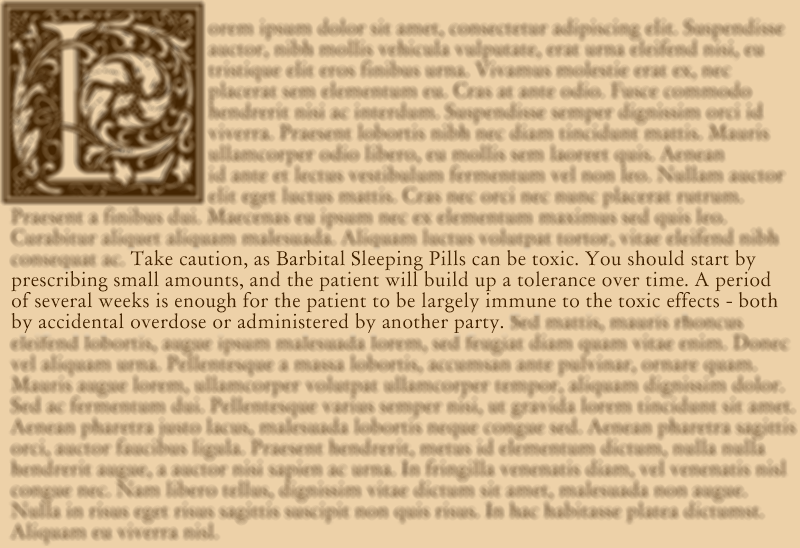 L
orem ipsum dolor sit amet, consectetur adipiscing elit. Suspendisse
auctor, nibh mollis vehicula vulputate, erat urna eleifend nisi, eu
tristique elit eros finibus urna. Vivamus molestie erat ex, nec
placerat sem elementum eu. Cras at ante odio. Fusce commodo
hendrerit nisi ac interdum. Suspendisse semper dignissim orci id
viverra. Praesent lobortis nibh nec diam tincidunt mattis. Mauris
ullamcorper odio libero, eu mollis sem laoreet quis. Aenean
id ante et lectus vestibulum fermentum vel non leo. Nullam auctor
elit eget luctus mattis. Cras nec orci nec nunc placerat rutrum.
Praesent a finibus dui. Maecenas eu ipsum nec ex elementum maximus sed quis leo.
Curabitur aliquet aliquam malesuada. Aliquam luctus volutpat tortor, vitae eleifend nibh
consequat ac. Take caution, as Barbital Sleeping Pills can be toxic. You should start by
prescribing small amounts, and the patient will build up a tolerance over time. A period
of several weeks is enough for the patient to be largely immune to the toxic effects - both
by accidental overdose or administered by another party. Sed mattis, mauris rhoncus
eleifend lobortis, augue ipsum malesuada lorem, sed feugiat diam quam vitae enim. Donec
vel aliquam urna. Pellentesque a massa lobortis, accumsan ante pulvinar, ornare quam.
Mauris augue lorem, ullamcorper volutpat ullamcorper tempor, aliquam dignissim dolor.
Sed ac fermentum dui. Pellentesque varius semper nisi, ut gravida lorem tincidunt sit amet.
Aenean pharetra justo lacus, malesuada lobortis neque congue sed. Aenean pharetra sagittis
orci, auctor faucibus ligula. Praesent hendrerit, metus id elementum dictum, nulla nulla
hendrerit augue, a auctor nisi sapien ac urna. In fringilla venenatis diam, vel venenatis nisl
congue nec. Nam libero tellus, dignissim vitae dictum sit amet, malesuada non augue.
Nulla in risus eget risus sagittis suscipit non quis risus. In hac habitasse platea dictumst.
Aliquam eu viverra nisl.